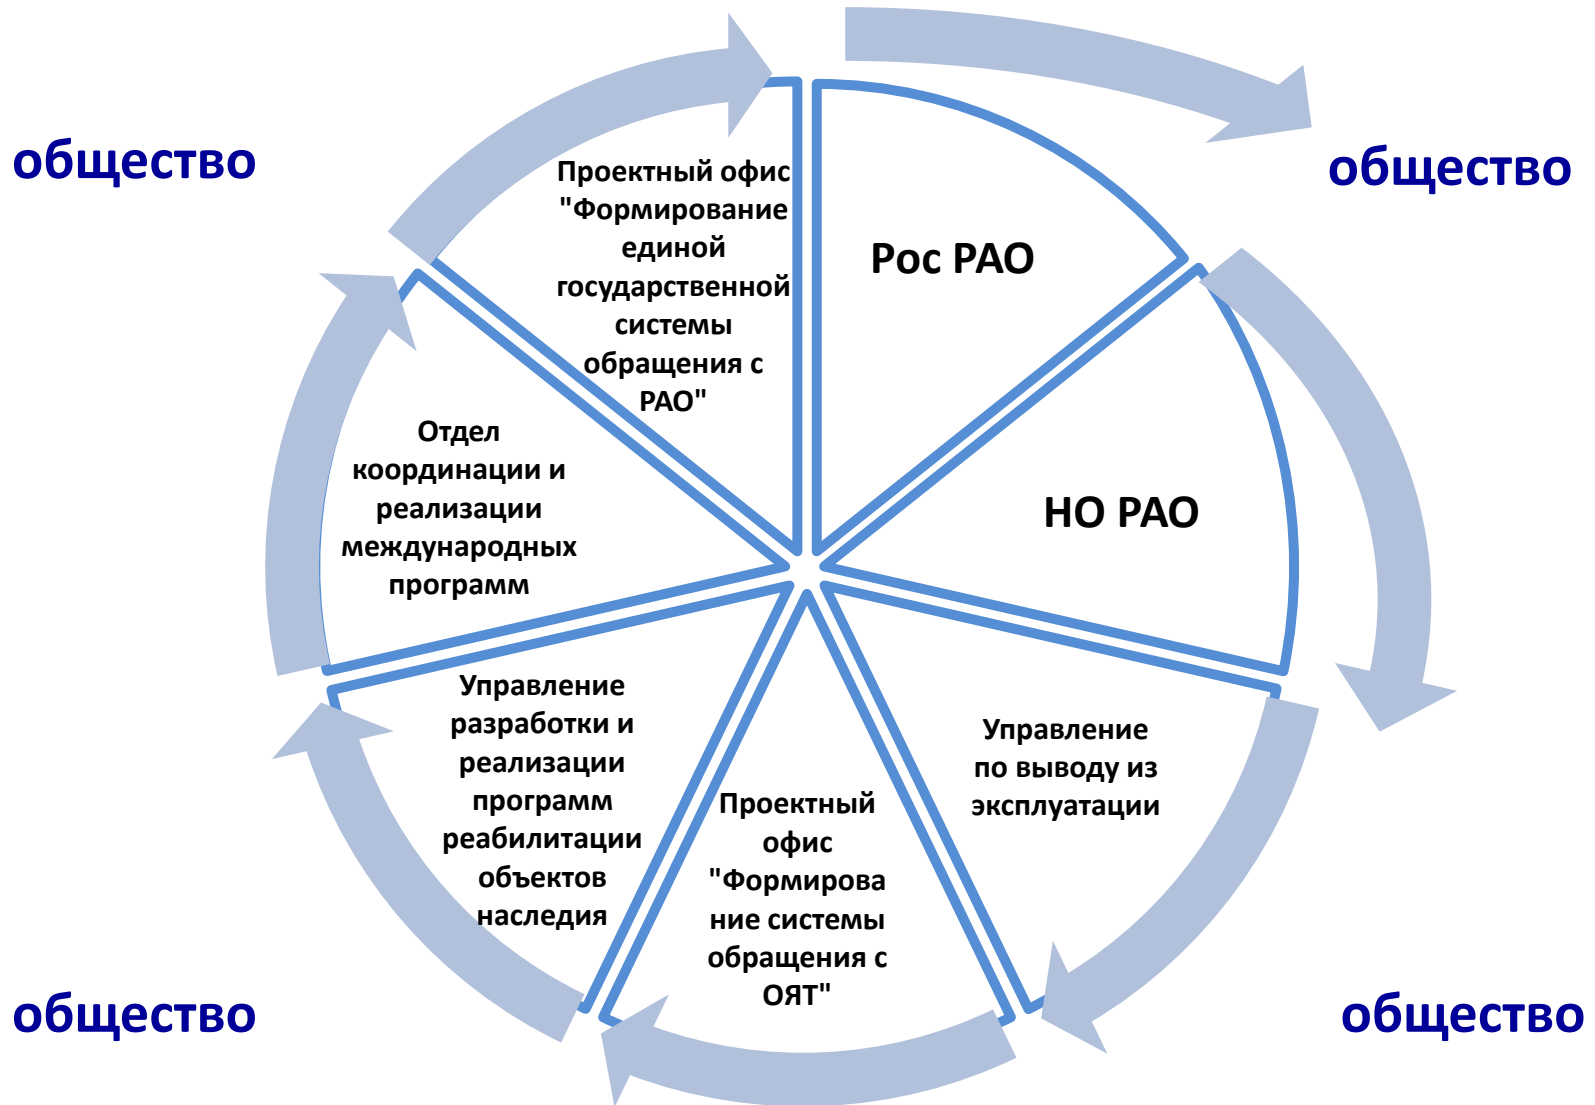 общество
общество
Проектный офис
"Формирование
единой
государственной
системы
обращения с
РАО"
Рос РАО
НО РАО
Отдел
координации и
реализации
международных
программ
Управление
разработки и
реализации
программ
реабилитации
объектов
наследия
Проектный
офис
"Формирова
ние системы
обращения с
ОЯТ"
Управление
по выводу из
эксплуатации
общество
общество